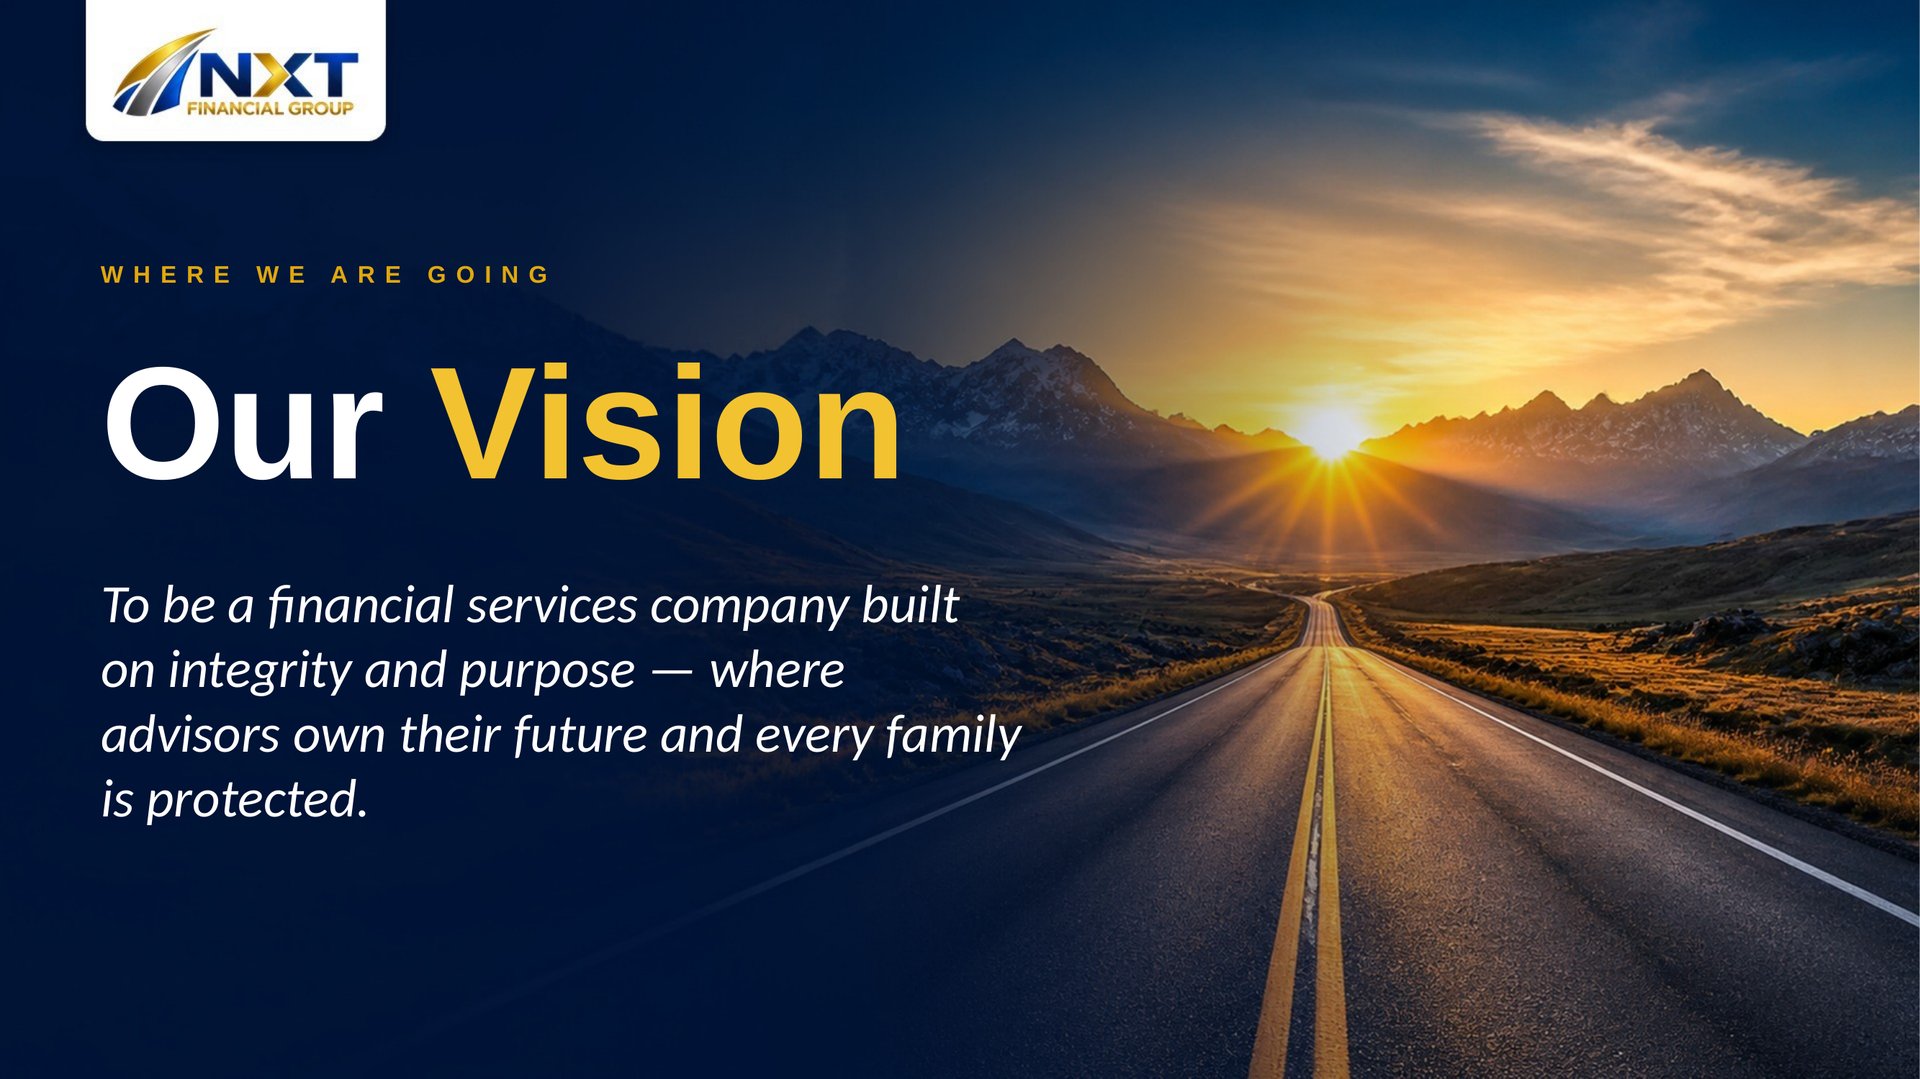 NXT
FINANCIAL GROUP
WHERE WE ARE GOING
Our Vision
To be a financial services company built
on integrity and purpose — where
advisors own their future and every family
is protected.